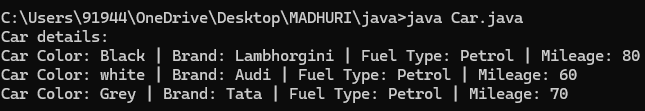 C:\Users\91944\OneDrive\Desktop\MADHURI\java>java Car.java
Car details:
Car Color: Black | Brand: Lambhorgini | Fuel Type: Petrol | Mileage: 80
Car Color: white | Brand: Audi | Fuel Type: Petrol | Mileage: 60
Car Color: Grey | Brand: Tata | Fuel Type: Petrol | Mileage: 70